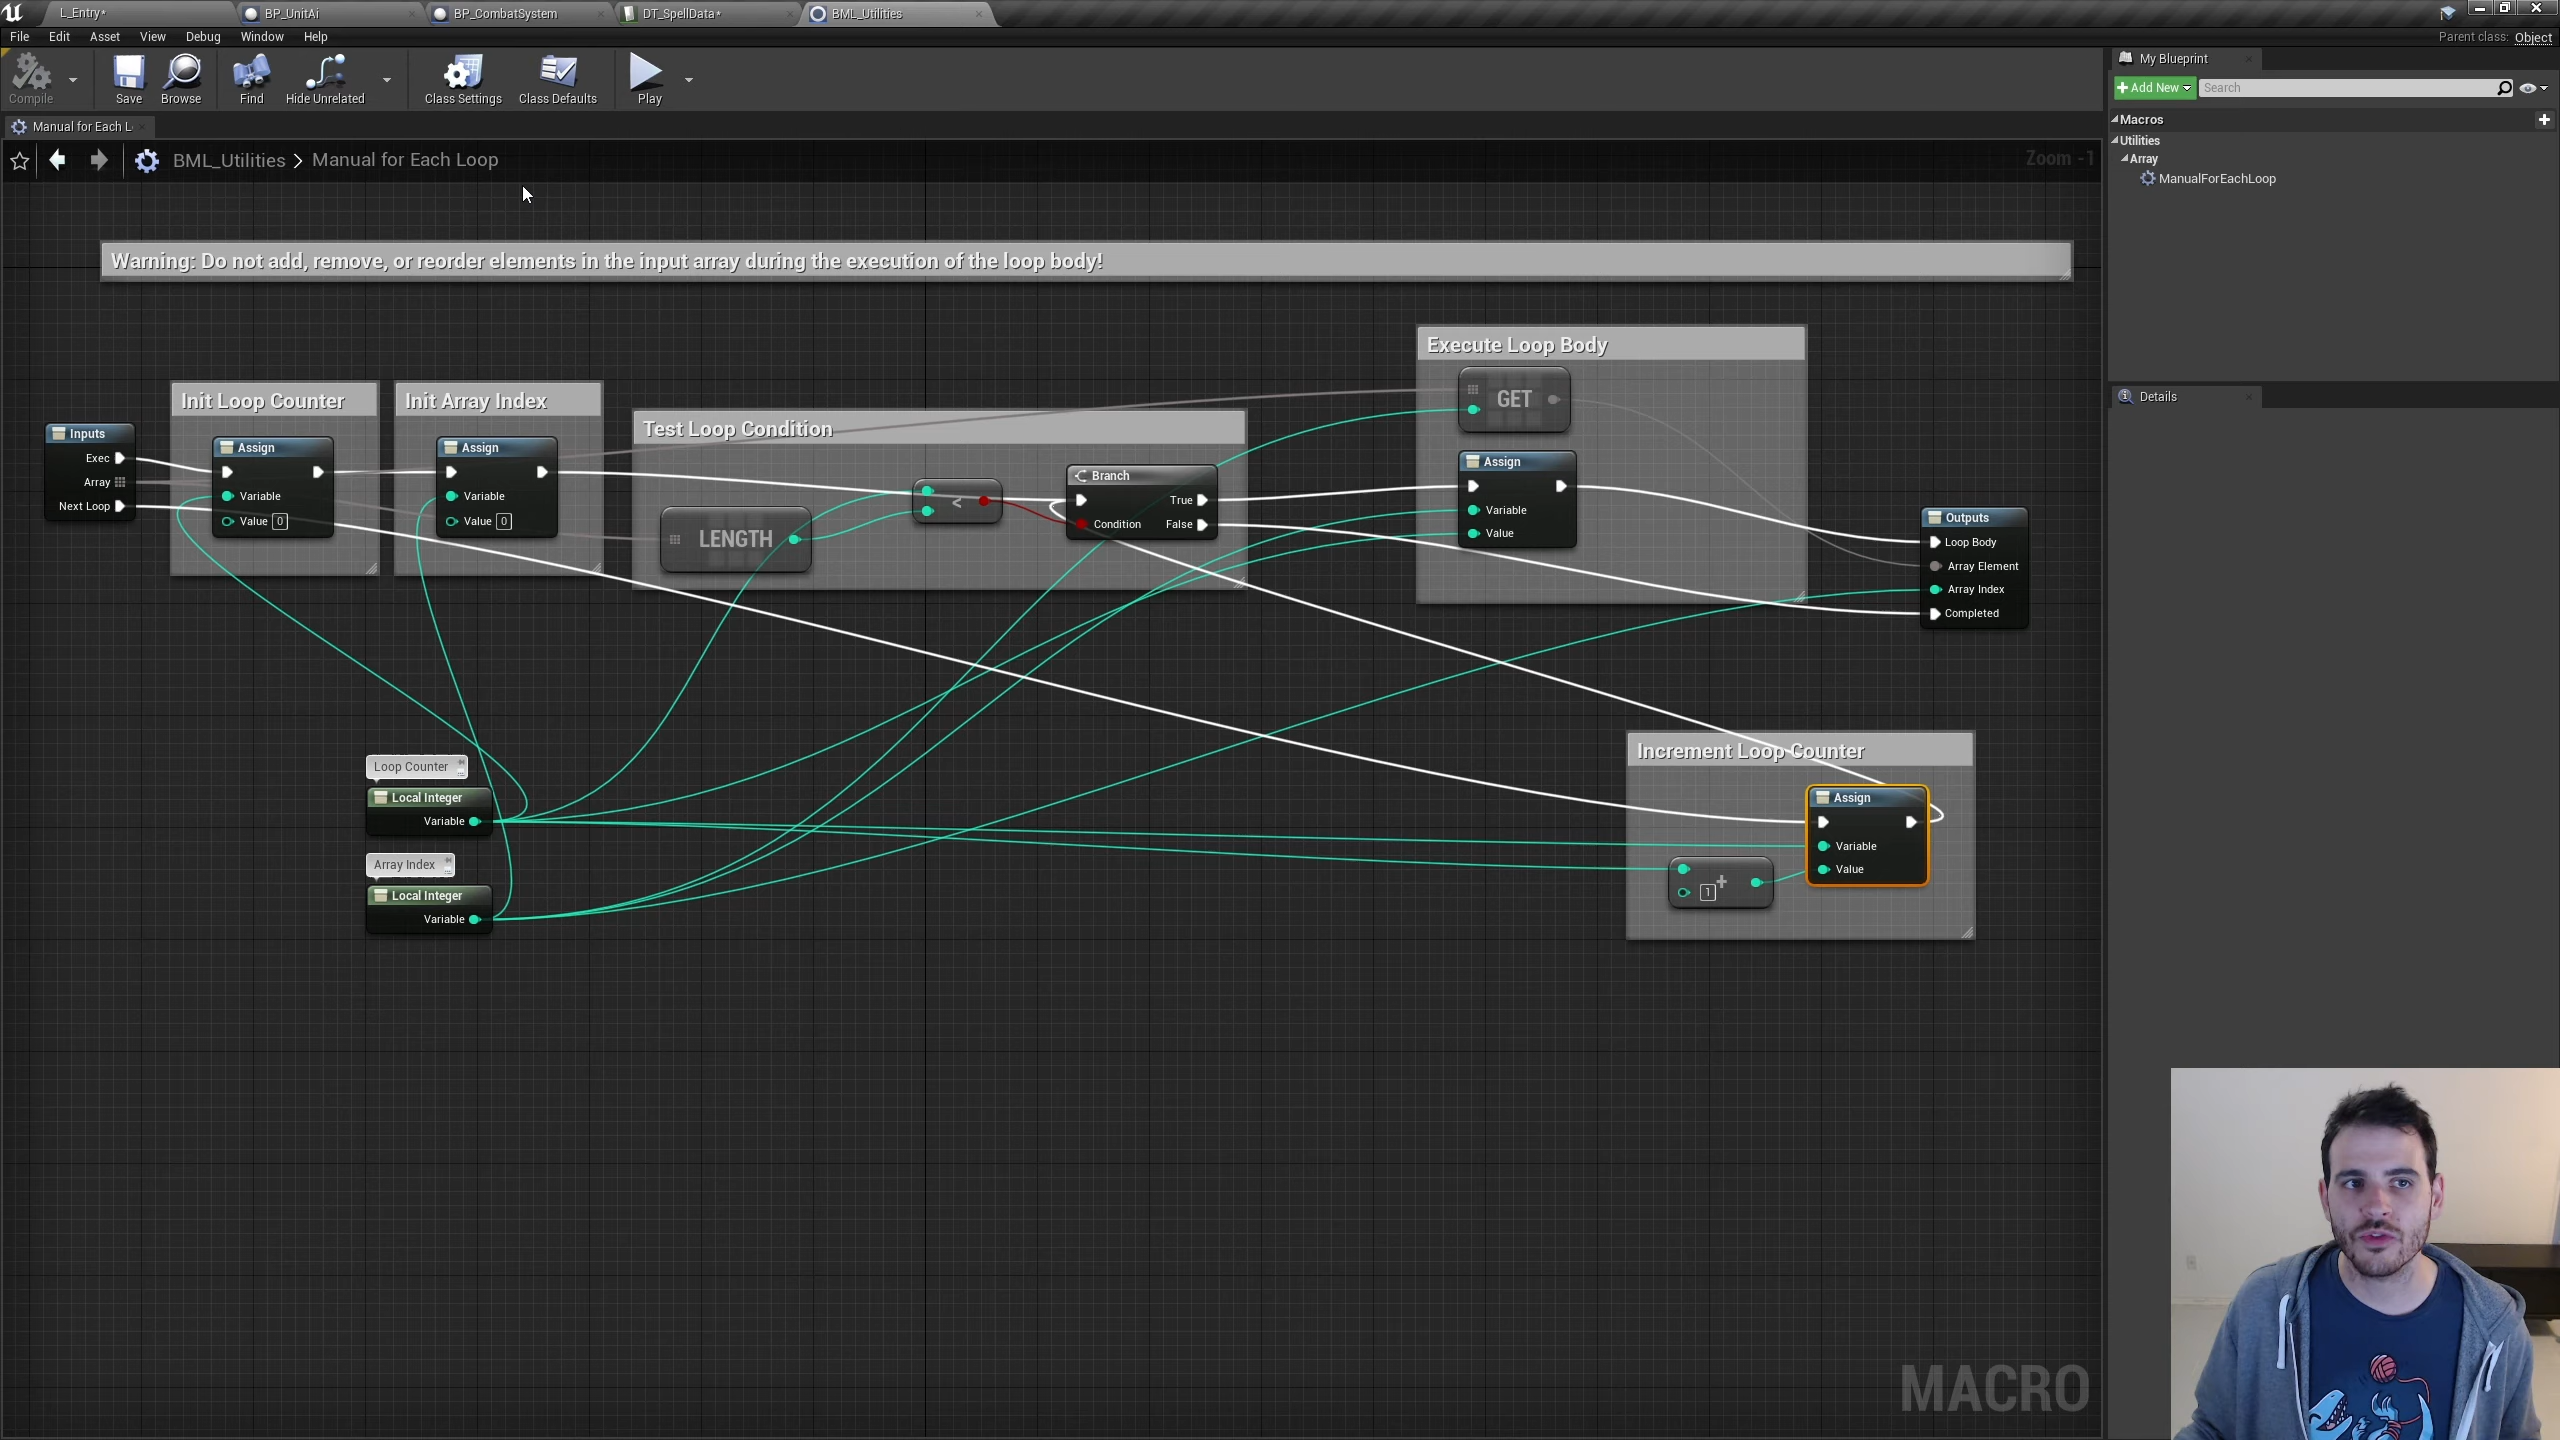 L_Entry*
BP_UnitAi
BP_CombatSystem
DT_SpellData*
BML_Utilities
File Edit Asset View Debug Window Help
Parent class: Object
Compile
Save
Browse
Find
Hide Unrelated
Class Settings
Class Defaults
Play
My Blueprint
+ Add New
Search
Manual for Each L
Macros
Utilities
Array
ManualForEachLoop
BML_Utilities > Manual for Each Loop
Zoom -1
Details
Warning: Do not add, remove, or reorder elements in the input array during the execution of the loop body!
Inputs
Exec
Array
Next Loop
Init Loop Counter
Assign
Variable
Value 0
Init Array Index
Assign
Variable
Value 0
Test Loop Condition
LENGTH
<
Branch
True
Condition False
Execute Loop Body
GET
Assign
Variable
Value
Outputs
Loop Body
Array Element
Array Index
Completed
Loop Counter
Local Integer
Variable
Array Index
Local Integer
Variable
Increment Loop Counter
Assign
Variable
Value
+
1
MACRO